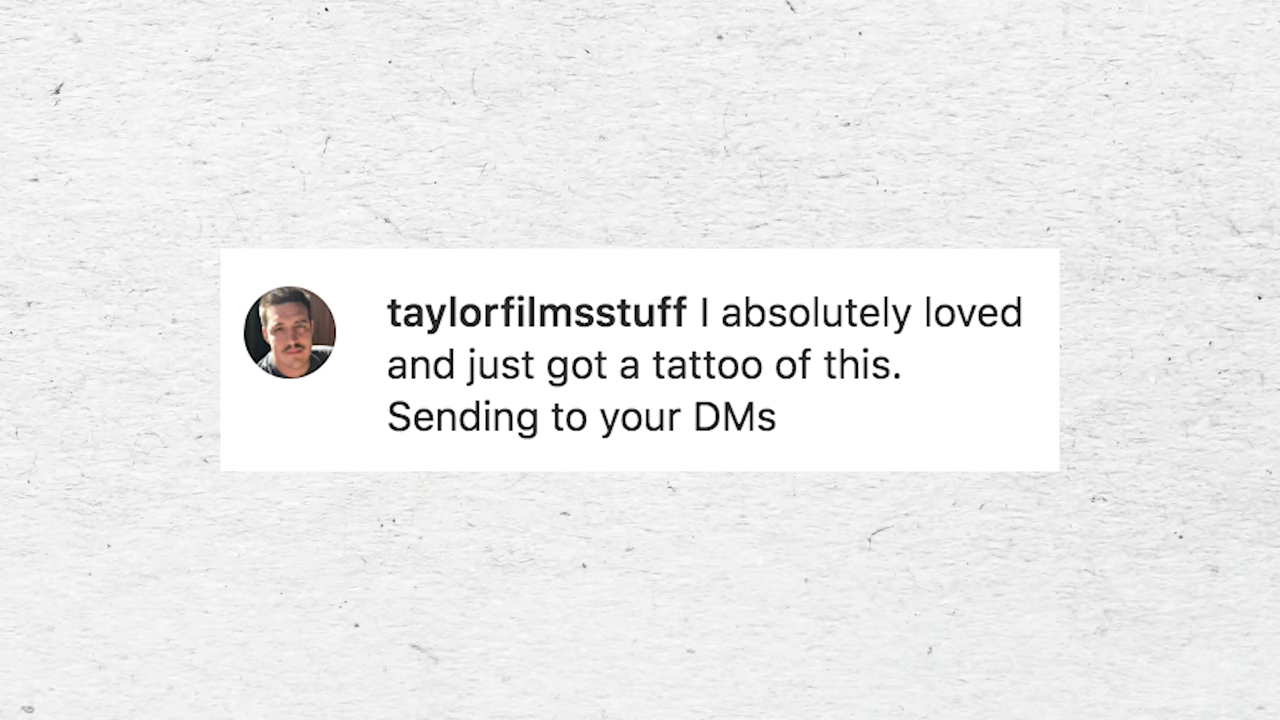 taylorfilmsstuff I absolutely loved
and just got a tattoo of this.
Sending to your DMs